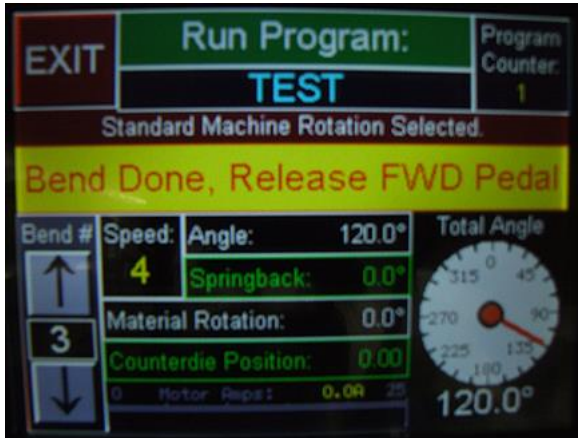 EXIT
Run Program:
TEST
Program
Counter:
1
Standard Machine Rotation Selected.
Bend Done, Release FWD Pedal
Bend #
3
Speed:
4
Angle: 120.0°
Springback: 0.0°
Material Rotation: 0.0°
Counterdie Position: 0.00
0 Motor Amps: 0.0A 25
Total Angle
0
45
90
135
180
225
270
315
120.0°